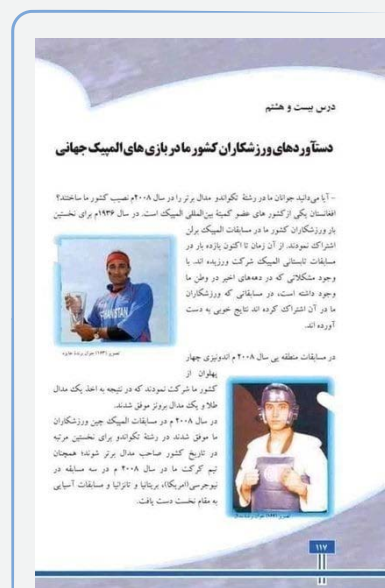 درس بیست و هشتم
دستآوردهای ورزشکاران کشور ما در بازی های المپیک جهانی
- آیا می‌دانید جوانان ما در رشتهٔ تکواندو مدال برتر را در سال ۲۰۰۸م نصیب کشور ما ساختند؟
افغانستان یکی ازکشور های عضو کمیتهٔ بین‌المللی المپیک است. در سال ۱۹۳۶م برای نخستین
بار ورزشکاران کشور ما در مسابقات المپیک برلن
اشتراک نمودند. از آن زمان تا اکنون یازده بار در
مسابقات تابستانی المپیک شرکت ورزیده اند. با
وجود مشکلاتی که در دهه‌های اخیر در وطن ما
وجود داشته است، در مسابقاتی که ورزشکاران
ما در آن اشتراک کرده اند نتایج خوبی به دست
آورده اند.
در مسابقات منطقه یی سال ۲۰۰۸ م اندونیزی چهار
پهلوان از
کشور ما شرکت نمودند که در نتیجه به اخذ یک مدال
طلا و یک مدال برونز موفق شدند.
در سال ۲۰۰۸ م در مسابقات المپیک چین ورزشکاران
ما موفق شدند در رشتهٔ تکواندو برای نخستین مرتبه
در تاریخ کشور صاحب مدال برتر شوند؛ همچنان
تیم کرکت ما در سال ۲۰۰۸ م در سه مسابقه در
نیوجرسی(امریکا)، بریتانیا و تانزانیا و مسابقات آسیایی
به مقام نخست دست یافت.
۱۱۷